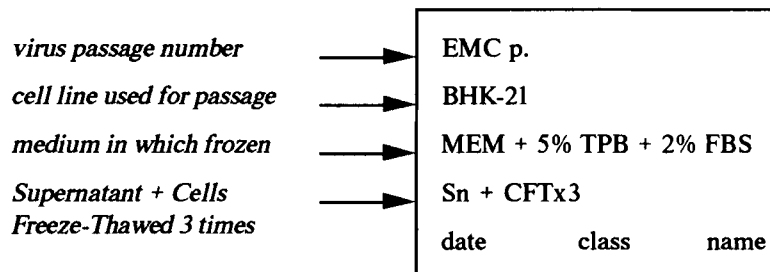 virus passage number EMC p.
cell line used for passage BHK-21
medium in which frozen MEM + 5% TPB + 2% FBS
Supernatant + Cells Sn + CFTx3
Freeze-Thawed 3 times
date class name